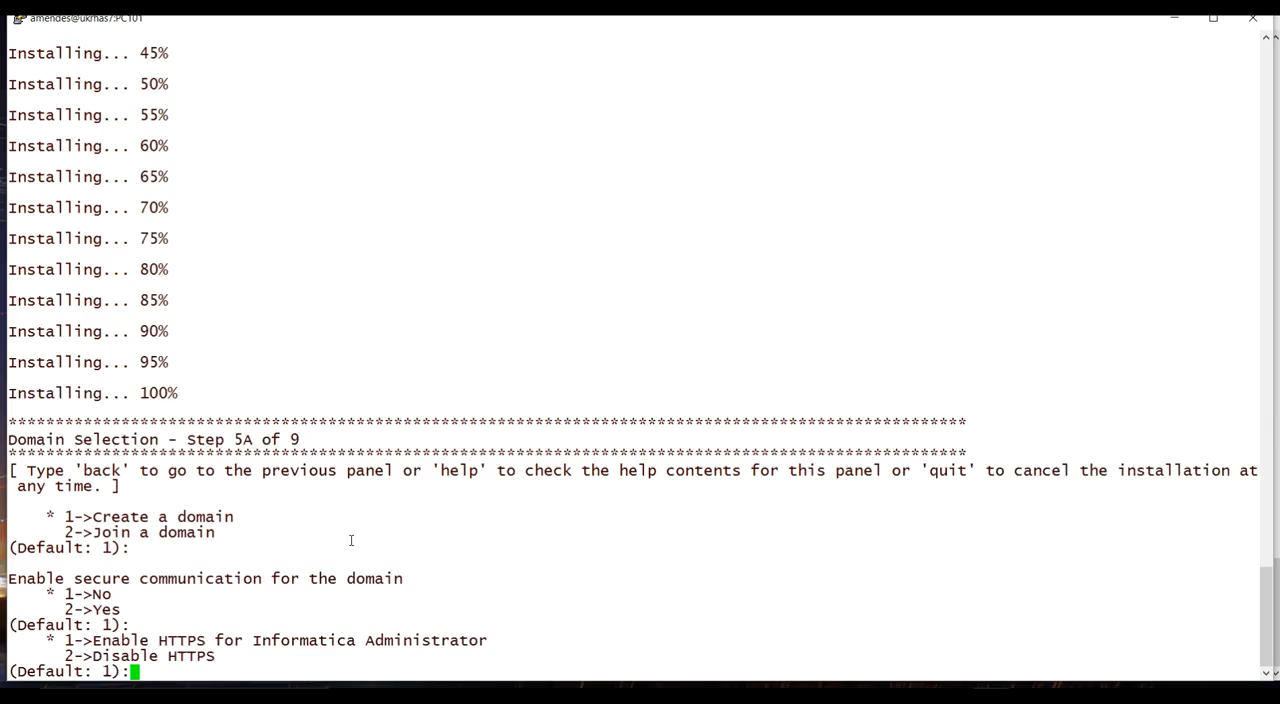 amendes@ukrhas7:PC101
Installing... 45%
Installing... 50%
Installing... 55%
Installing... 60%
Installing... 65%
Installing... 70%
Installing... 75%
Installing... 80%
Installing... 85%
Installing... 90%
Installing... 95%
Installing... 100%
******************************************************************************************************
Domain Selection - Step 5A of 9
******************************************************************************************************
[ Type 'back' to go to the previous panel or 'help' to check the help contents for this panel or 'quit' to cancel the installation at
any time. ]
* 1->Create a domain
2->Join a domain
(Default: 1):
Enable secure communication for the domain
* 1->No
2->Yes
(Default: 1):
* 1->Enable HTTPS for Informatica Administrator
2->Disable HTTPS
(Default: 1):